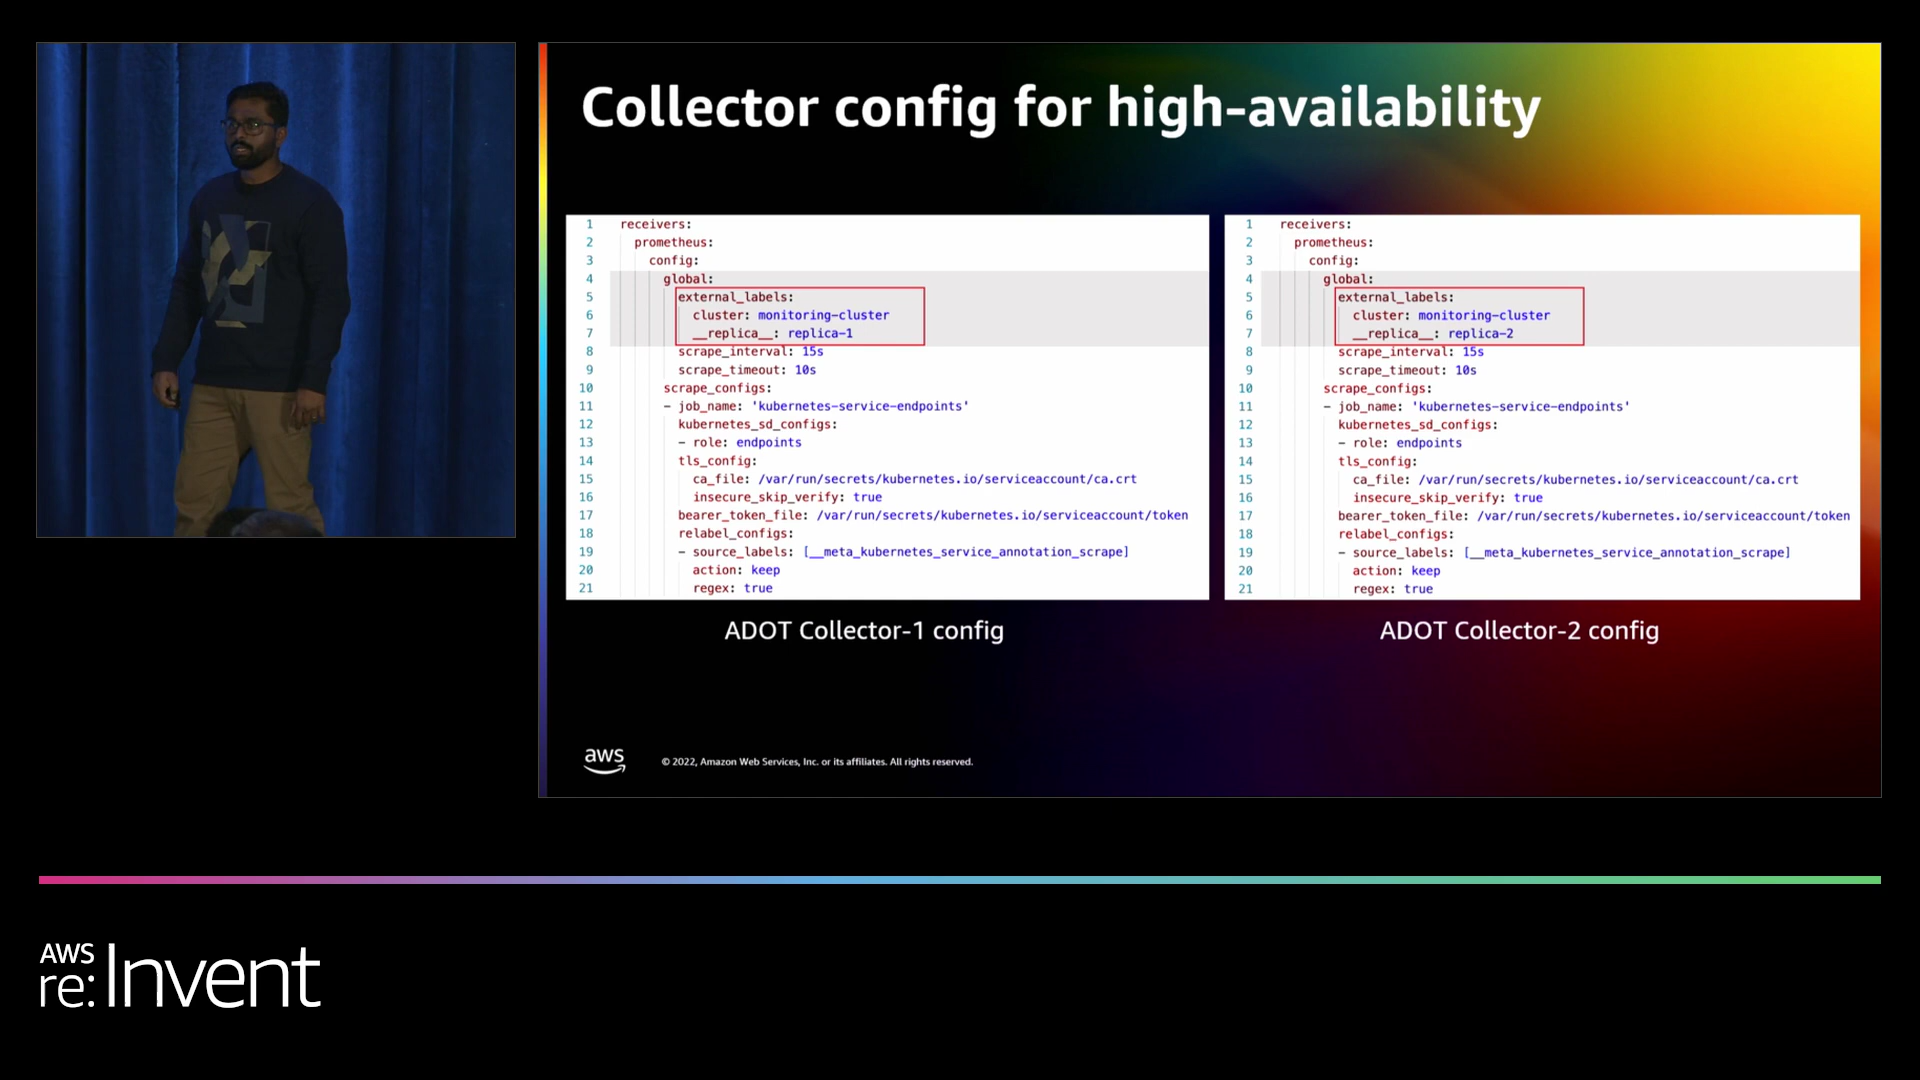 Collector config for high-availability
1 receivers:
2 prometheus:
3 config:
4 global:
5 external_labels:
6 cluster: monitoring-cluster
7 __replica__: replica-1
8 scrape_interval: 15s
9 scrape_timeout: 10s
10 scrape_configs:
11 - job_name: 'kubernetes-service-endpoints'
12 kubernetes_sd_configs:
13 - role: endpoints
14 tls_config:
15 ca_file: /var/run/secrets/kubernetes.io/serviceaccount/ca.crt
16 insecure_skip_verify: true
17 bearer_token_file: /var/run/secrets/kubernetes.io/serviceaccount/token
18 relabel_configs:
19 - source_labels: [__meta_kubernetes_service_annotation_scrape]
20 action: keep
21 regex: true
ADOT Collector-1 config
1 receivers:
2 prometheus:
3 config:
4 global:
5 external_labels:
6 cluster: monitoring-cluster
7 __replica__: replica-2
8 scrape_interval: 15s
9 scrape_timeout: 10s
10 scrape_configs:
11 - job_name: 'kubernetes-service-endpoints'
12 kubernetes_sd_configs:
13 - role: endpoints
14 tls_config:
15 ca_file: /var/run/secrets/kubernetes.io/serviceaccount/ca.crt
16 insecure_skip_verify: true
17 bearer_token_file: /var/run/secrets/kubernetes.io/serviceaccount/token
18 relabel_configs:
19 - source_labels: [__meta_kubernetes_service_annotation_scrape]
20 action: keep
21 regex: true
ADOT Collector-2 config
aws
© 2022, Amazon Web Services, Inc. or its affiliates. All rights reserved.
AWS
re:Invent